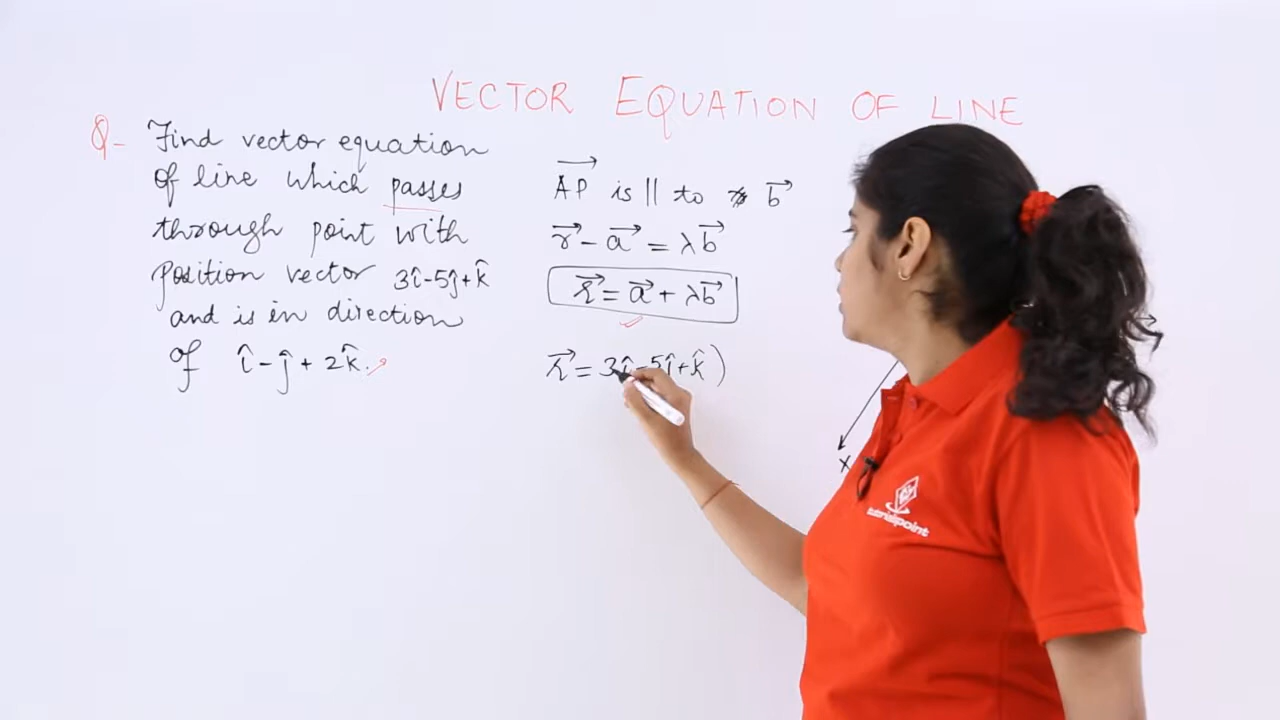 VECTOR EQUATION OF LINE
Q- Find vector equation
of line which passes
through point with
position vector 3î-5ĵ+k̂
and is in direction
of î-ĵ+2k̂.
AP⃗ is || to b⃗
r⃗-a⃗=λb⃗
r⃗=a⃗+λb⃗
r⃗=3î-5ĵ+k̂)
X
tutorialspoint